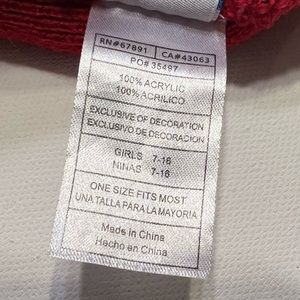 RN#67891 CA#43063
PO# 35497
100% ACRYLIC
100% ACRILICO
EXCLUSIVE OF DECORATION
EXCLUSIVO DE DECORACION
GIRLS 7-16
NINAS 7-16
ONE SIZE FITS MOST
UNA TALLA PARA LA MAYORIA
Made in China
Hecho en China